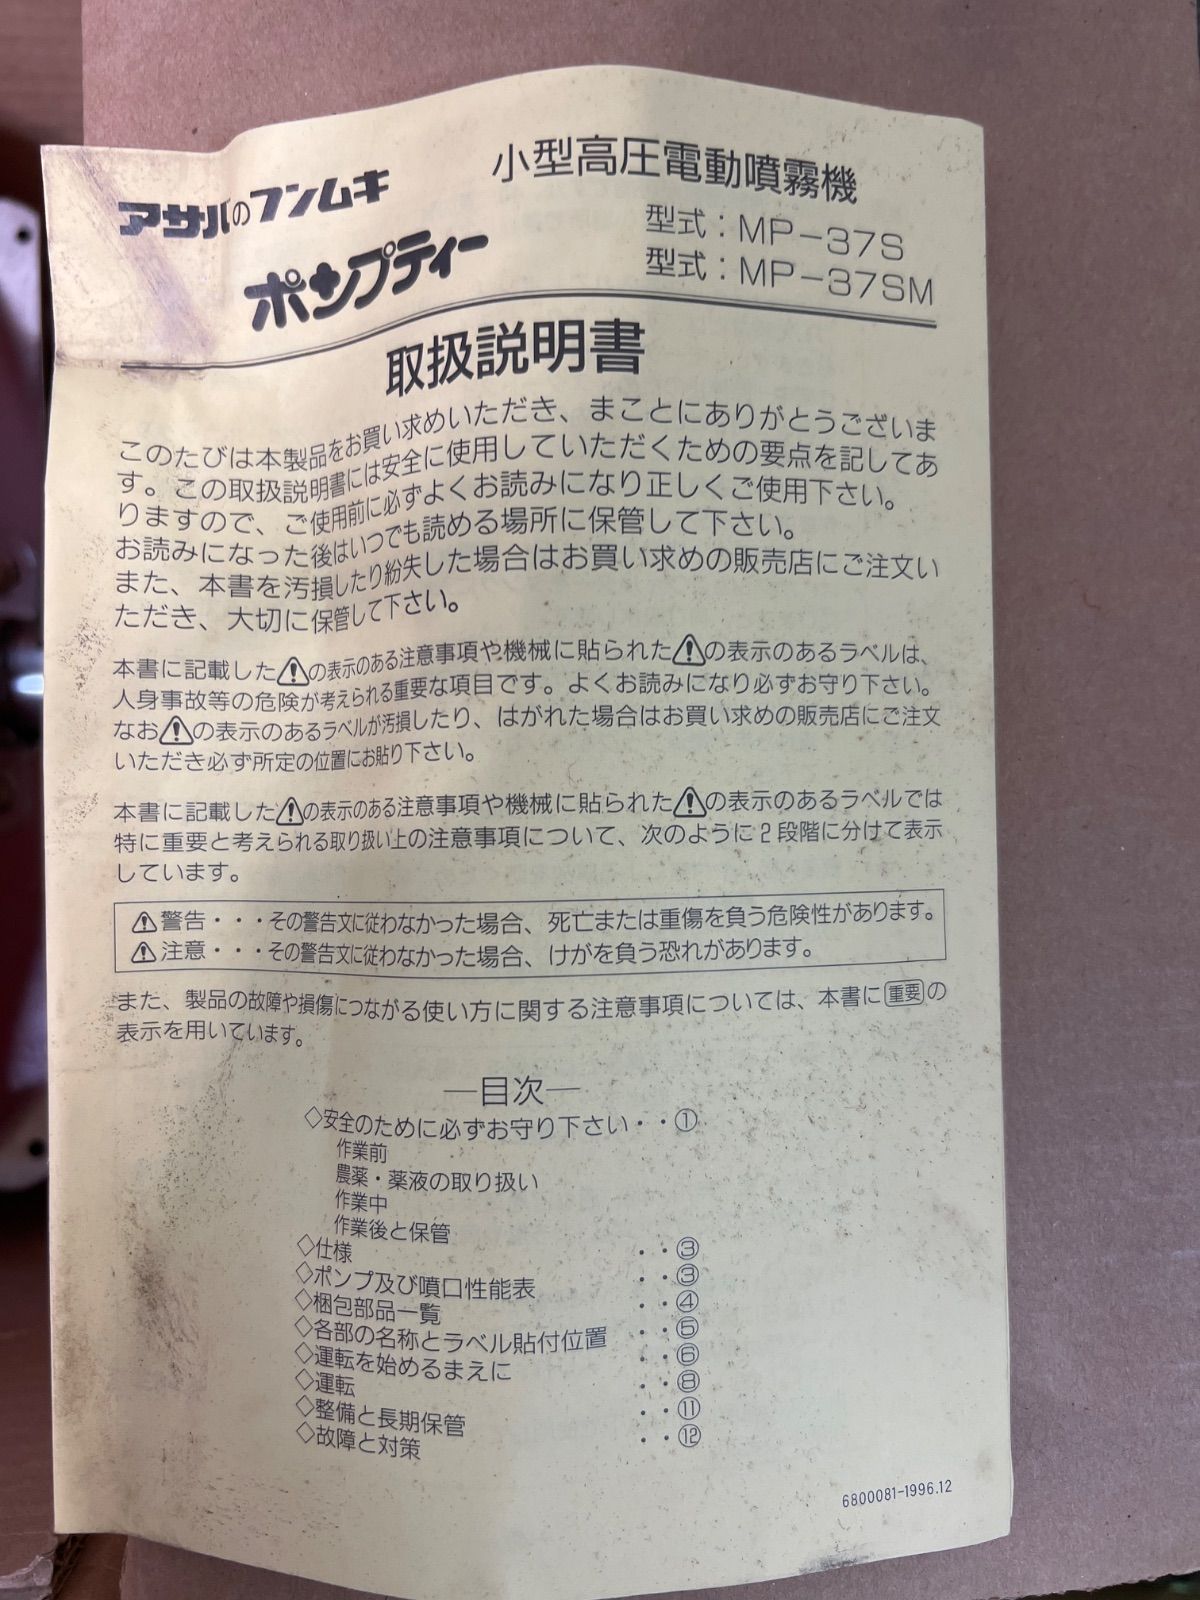 小型高圧電動噴霧機
アサバのフンムキ
型式：MP-37S
ポンプティー
型式：MP-37SM
取扱説明書
このたびは本製品をお買い求めいただき、まことにありがとうございま
す。この取扱説明書には安全に使用していただくための要点を記してあ
りますので、ご使用前に必ずよくお読みになり正しくご使用下さい。
お読みになった後はいつでも読める場所に保管して下さい。
また、本書を汚損したり紛失した場合はお買い求めの販売店にご注文い
ただき、大切に保管して下さい。
本書に記載した⚠の表示のある注意事項や機械に貼られた⚠の表示のあるラベルは、
人身事故等の危険が考えられる重要な項目です。よくお読みになり必ずお守り下さい。
なお⚠の表示のあるラベルが汚損したり、はがれた場合はお買い求めの販売店にご注文
いただき必ず所定の位置にお貼り下さい。
本書に記載した⚠の表示のある注意事項や機械に貼られた⚠の表示のあるラベルでは
特に重要と考えられる取り扱い上の注意事項について、次のように2段階に分けて表示
しています。
⚠警告・・・その警告文に従わなかった場合、死亡または重傷を負う危険性があります。
⚠注意・・・その警告文に従わなかった場合、けがを負う恐れがあります。
また、製品の故障や損傷につながる使い方に関する注意事項については、本書に重要の
表示を用いています。
―目次―
◇安全のために必ずお守り下さい・・①
作業前
農薬・薬液の取り扱い
作業中
作業後と保管
◇仕様 ・・③
◇ポンプ及び噴口性能表 ・・③
◇梱包部品一覧 ・・④
◇各部の名称とラベル貼付位置 ・・⑤
◇運転を始めるまえに ・・⑥
◇運転 ・・⑧
◇整備と長期保管 ・・⑪
◇故障と対策 ・・⑫
6800081-1996.12